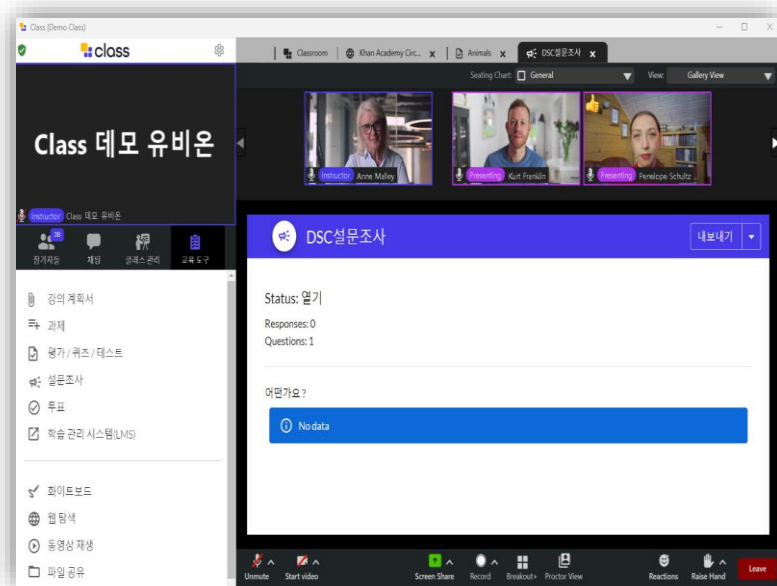 Class (Demo Class)
class
Classroom
Khan Academy Circ... x
Animals x
DSC설문조사 x
Seating Chart: General
View: Gallery View
Class 데모 유비온
Instructor Class 데모 유비온
Instructor Anne Malley
Presenting Kurt Franklin
Presenting Penelope Schultz
38
참가자들
채팅
클래스 관리
교육 도구
강의 계획서
과제
평가 / 퀴즈 / 테스트
설문조사
투표
학습 관리 시스템(LMS)
화이트보드
웹 탐색
동영상 재생
파일 공유
DSC설문조사
내보내기
Status: 열기
Responses: 0
Questions: 1
어떤가요 ?
No data
Unmute
Start video
Screen Share
Record
Breakout+
Proctor View
Reactions
Raise Hand
Leave